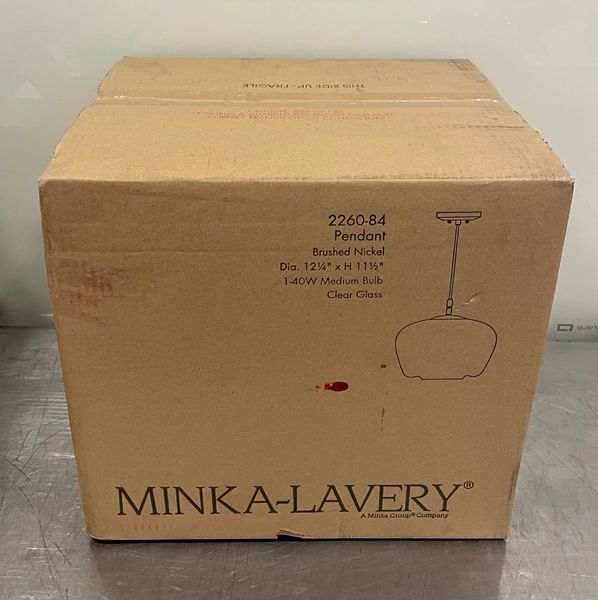 THIS SIDE UP - FRAGILE
2260-84
Pendant
Brushed Nickel
Dia. 12¼" x H 11½"
1-40W Medium Bulb
Clear Glass
MINKA-LAVERY®
A Minka Group® Company
quart